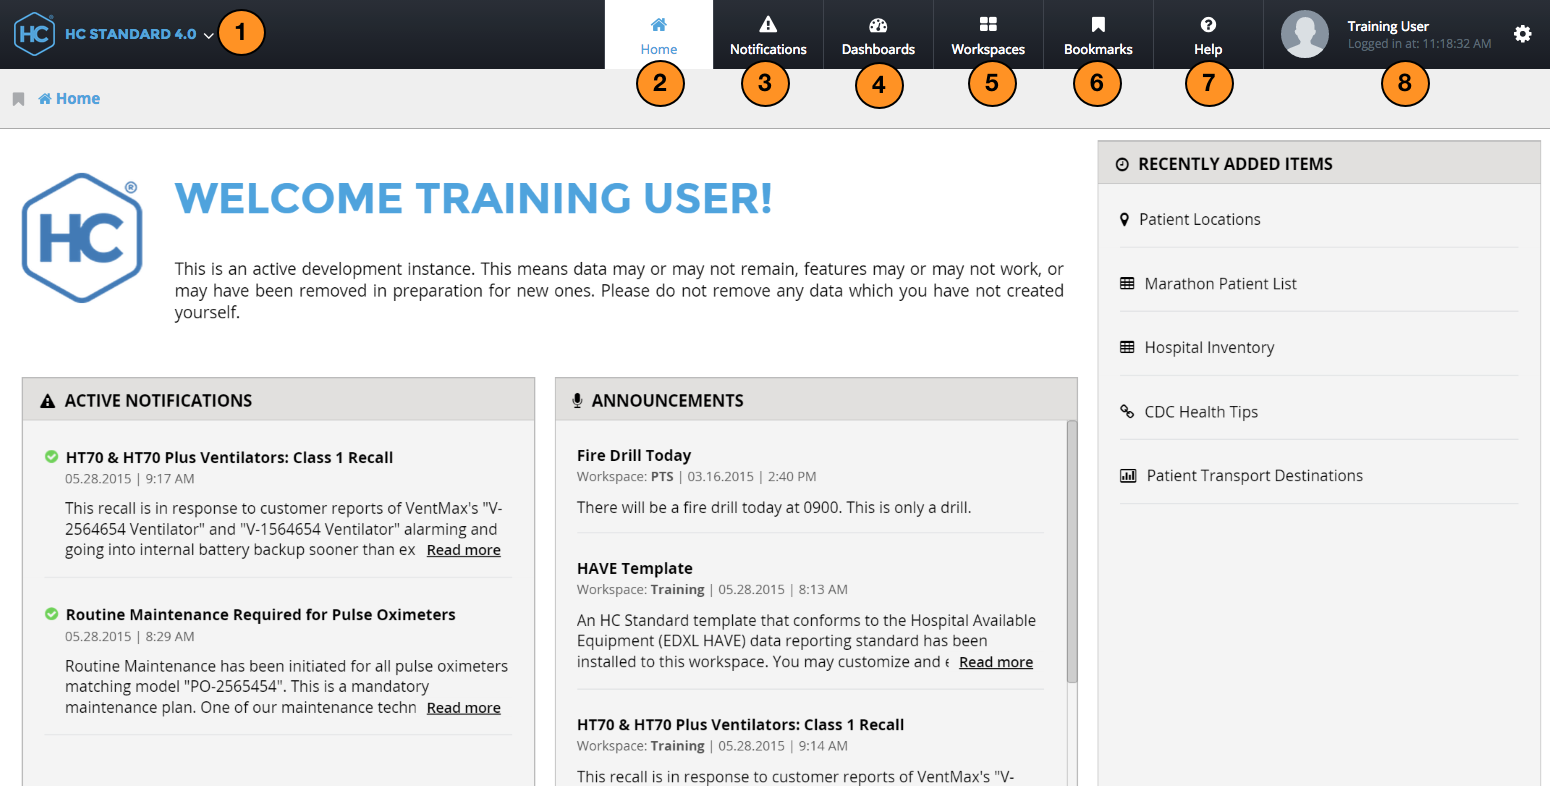 HC HC STANDARD 4.0 1
Home
Notifications
Dashboards
Workspaces
Bookmarks
Help
Training User
Logged in at: 11:18:32 AM
2 3 4 5 6 7 8
Home
HC ®
WELCOME TRAINING USER!
This is an active development instance. This means data may or may not remain, features may or may not work, or
may have been removed in preparation for new ones. Please do not remove any data which you have not created
yourself.
ACTIVE NOTIFICATIONS
HT70 & HT70 Plus Ventilators: Class 1 Recall
05.28.2015 | 9:17 AM
This recall is in response to customer reports of VentMax's "V-
2564654 Ventilator" and "V-1564654 Ventilator" alarming and
going into internal battery backup sooner than ex Read more
Routine Maintenance Required for Pulse Oximeters
05.28.2015 | 8:29 AM
Routine Maintenance has been initiated for all pulse oximeters
matching model "PO-2565454". This is a mandatory
maintenance plan. One of our maintenance techn Read more
ANNOUNCEMENTS
Fire Drill Today
Workspace: PTS | 03.16.2015 | 2:40 PM
There will be a fire drill today at 0900. This is only a drill.
HAVE Template
Workspace: Training | 05.28.2015 | 8:13 AM
An HC Standard template that conforms to the Hospital Available
Equipment (EDXL HAVE) data reporting standard has been
installed to this workspace. You may customize and e Read more
HT70 & HT70 Plus Ventilators: Class 1 Recall
Workspace: Training | 05.28.2015 | 9:14 AM
This recall is in response to customer reports of VentMax's "V-
RECENTLY ADDED ITEMS
Patient Locations
Marathon Patient List
Hospital Inventory
CDC Health Tips
Patient Transport Destinations